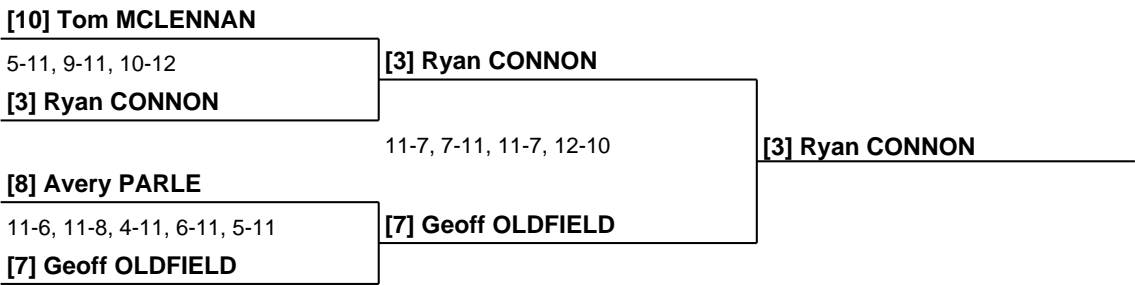 [10] Tom MCLENNAN
5-11, 9-11, 10-12
[3] Ryan CONNON
[3] Ryan CONNON
11-7, 7-11, 11-7, 12-10
[3] Ryan CONNON
[8] Avery PARLE
11-6, 11-8, 4-11, 6-11, 5-11
[7] Geoff OLDFIELD
[7] Geoff OLDFIELD